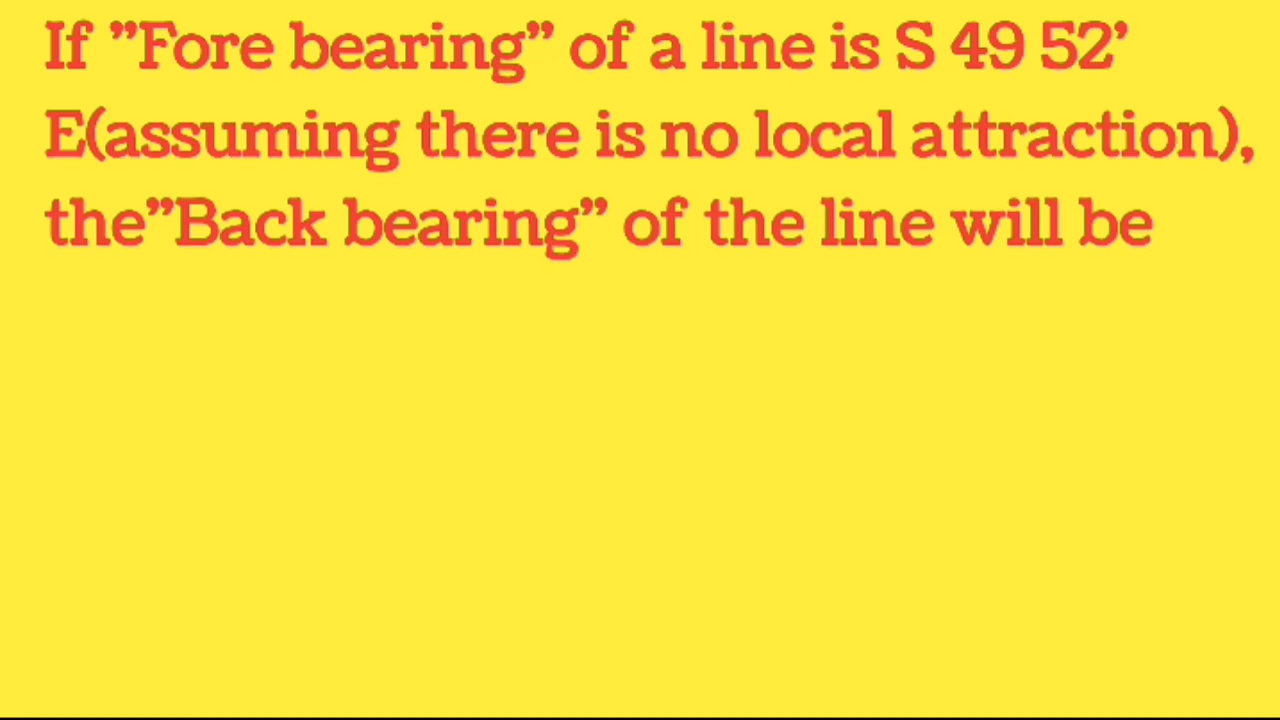 If ”Fore bearing” of a line is S 49 52’
E(assuming there is no local attraction),
the”Back bearing” of the line will be